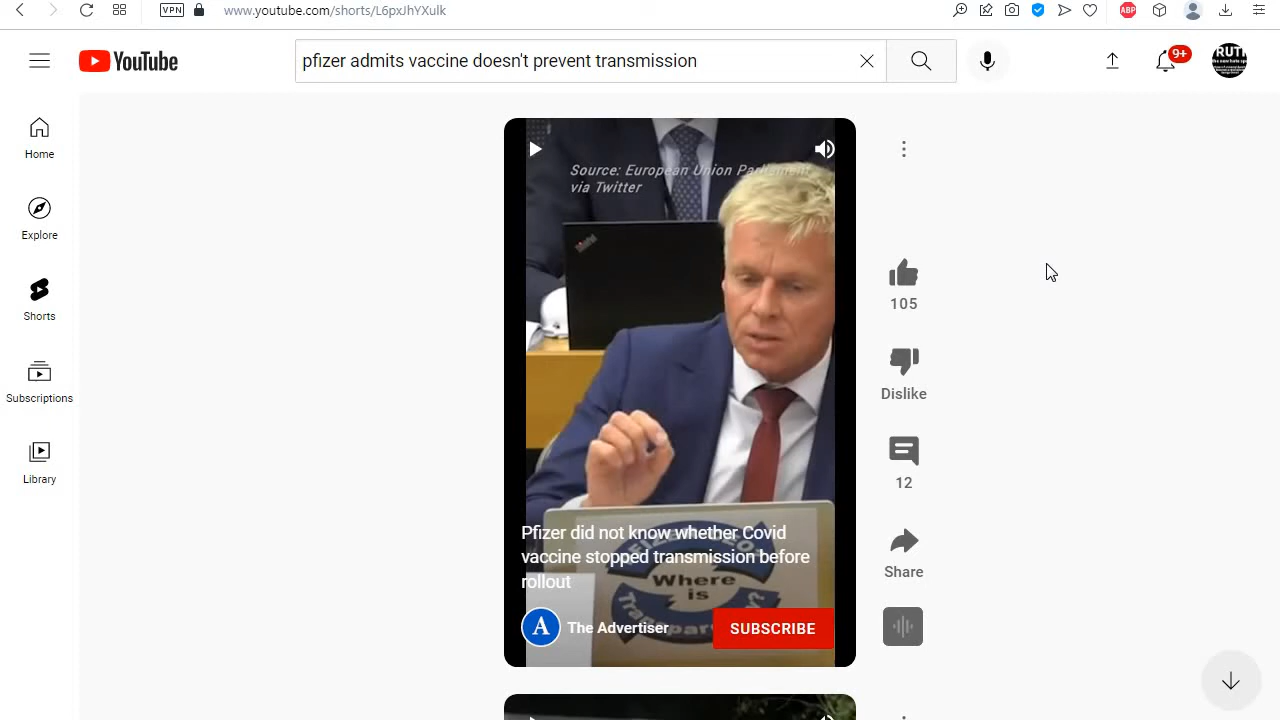 VPN
www.youtube.com/shorts/L6pxJhYXulk
ABP
YouTube
pfizer admits vaccine doesn't prevent transmission
9+
Home
Explore
Shorts
Subscriptions
Library
Source: European Union Parliament
via Twitter
ThinkPad
105
Dislike
12
Share
Pfizer did not know whether Covid
vaccine stopped transmission before
rollout
Where
is
A
The Advertiser
SUBSCRIBE